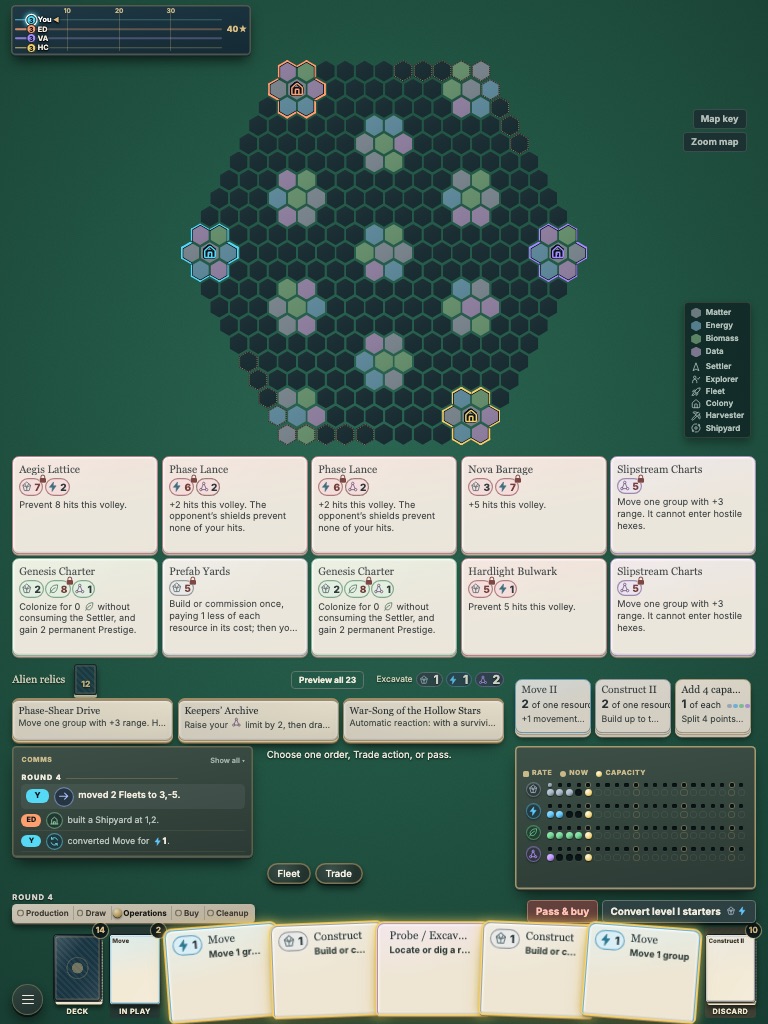 10 20 30
3 You
3 ED
3 VA
3 HC
40★
Map key
Zoom map
Matter
Energy
Biomass
Data
Settler
Explorer
Fleet
Colony
Harvester
Shipyard
Aegis Lattice
7 2
Prevent 8 hits this volley.
Phase Lance
6 2
+2 hits this volley. The
opponent's shields prevent
none of your hits.
Phase Lance
6 2
+2 hits this volley. The
opponent's shields prevent
none of your hits.
Nova Barrage
3 7
+5 hits this volley.
Slipstream Charts
5
Move one group with +3
range. It cannot enter hostile
hexes.
Genesis Charter
2 8 1
Colonize for 0 without
consuming the Settler, and
gain 2 permanent Prestige.
Prefab Yards
5
Build or commission once,
paying 1 less of each
resource in its cost; then yo...
Genesis Charter
2 8 1
Colonize for 0 without
consuming the Settler, and
gain 2 permanent Prestige.
Hardlight Bulwark
5 1
Prevent 5 hits this volley.
Slipstream Charts
5
Move one group with +3
range. It cannot enter hostile
hexes.
Alien relics
12
Preview all 23
Excavate 1 1 2
Phase-Shear Drive
Move one group with +3 range. H...
Keepers' Archive
Raise your limit by 2, then dra...
War-Song of the Hollow Stars
Automatic reaction: with a survivi...
Move II
2 of one resourc
+1 movement...
Construct II
2 of one resourc
Build up to t...
Add 4 capa...
1 of each
Split 4 points...
COMMS
Show all
ROUND 4
Y moved 2 Fleets to 3,-5.
ED built a Shipyard at 1,2.
Y converted Move for 1.
Choose one order, Trade action, or pass.
Fleet
Trade
RATE NOW CAPACITY
ROUND 4
Production Draw Operations Buy Cleanup
Pass & buy
Convert level I starters
14
DECK
2
Move
IN PLAY
1 Move
Move 1 gr...
1 Construct
Build or c...
Probe / Excav...
Locate or dig a r...
1 Construct
Build or c...
1 Move
Move 1 group
10
Construct II
DISCARD